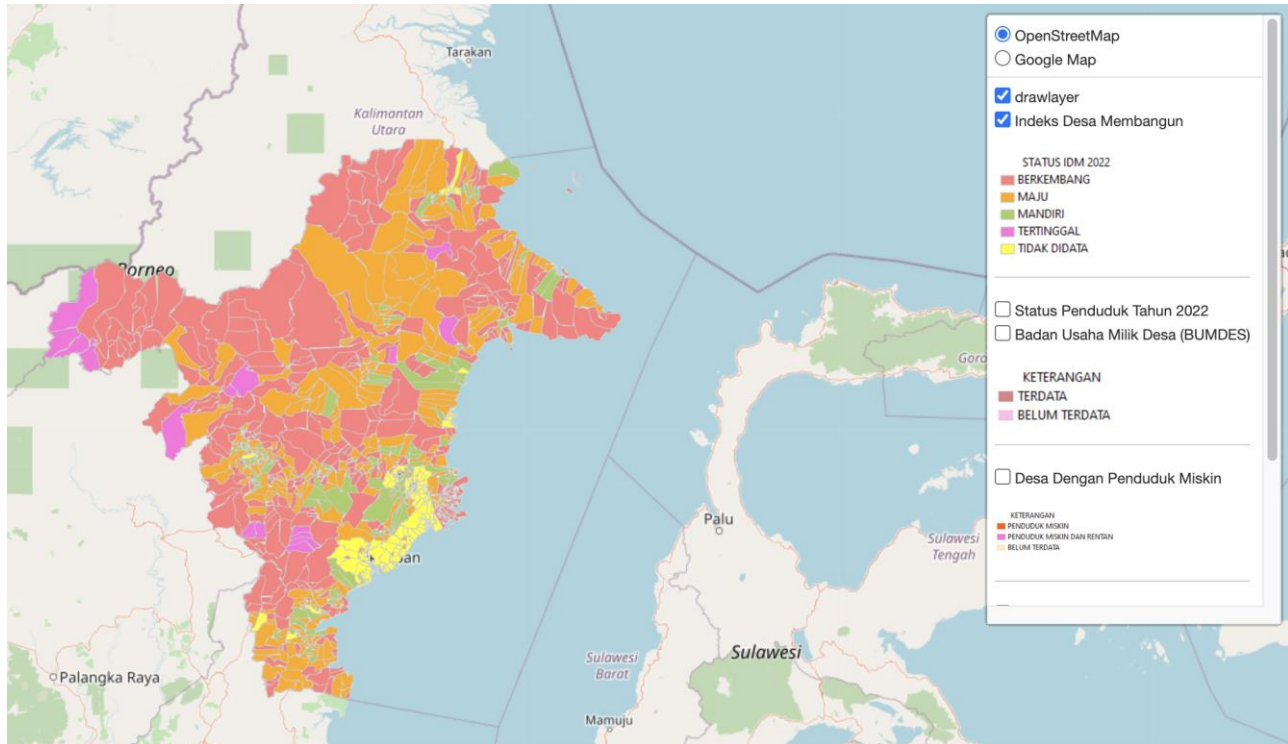 Tarakan
Kalimantan
Utara
Borneo
Palu
Sulawesi
Tengah
Sulawesi
Barat
Sulawesi
Palangka Raya
Mamuju
OpenStreetMap
Google Map
drawlayer
Indeks Desa Membangun
STATUS IDM 2022
BERKEMBANG
MAJU
MANDIRI
TERTINGGAL
TIDAK DIDATA
Status Penduduk Tahun 2022
Badan Usaha Milik Desa (BUMDES)
KETERANGAN
TERDATA
BELUM TERDATA
Desa Dengan Penduduk Miskin
KETERANGAN
PENDUDUK MISKIN
PENDUDUK MISKIN DAN RENTAN
BELUM TERDATA